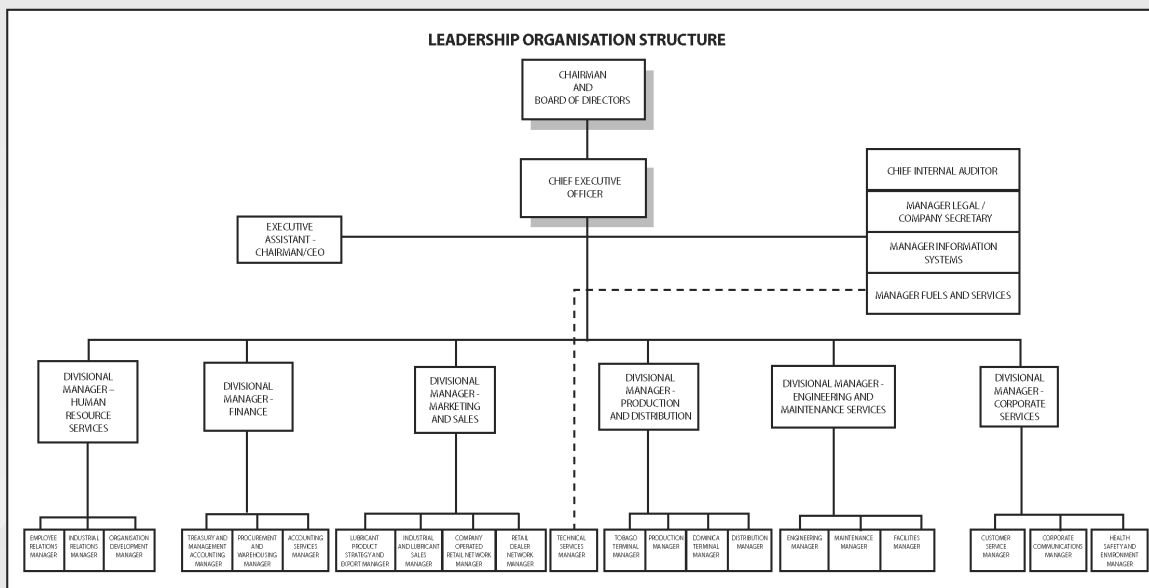 LEADERSHIP ORGANISATION STRUCTURE
CHAIRMAN
AND
BOARD OF DIRECTORS
CHIEF EXECUTIVE
OFFICER
EXECUTIVE
ASSISTANT -
CHAIRMAN/CEO
CHIEF INTERNAL AUDITOR
MANAGER LEGAL /
COMPANY SECRETARY
MANAGER INFORMATION
SYSTEMS
MANAGER FUELS AND SERVICES
DIVISIONAL
MANAGER –
HUMAN
RESOURCE
SERVICES
DIVISIONAL
MANAGER -
FINANCE
DIVISIONAL
MANAGER -
MARKETING
AND SALES
DIVISIONAL
MANAGER -
PRODUCTION
AND DISTRIBUTION
DIVISIONAL MANAGER -
ENGINEERING AND
MAINTENANCE SERVICES
DIVISIONAL
MANAGER -
CORPORATE
SERVICES
EMPLOYEE
RELATIONS
MANAGER
INDUSTRIAL
RELATIONS
MANAGER
ORGANISATION
DEVELOPMENT
MANAGER
TREASURY AND
MANAGEMENT
ACCOUNTING
MANAGER
PROCUREMENT
AND
WAREHOUSING
MANAGER
ACCOUNTING
SERVICES
MANAGER
LUBRICANT
PRODUCT
STRATEGY AND
EXPORT MANAGER
INDUSTRIAL
AND LUBRICANT
SALES
MANAGER
COMPANY
OPERATED
RETAIL NETWORK
MANAGER
RETAIL
DEALER
NETWORK
MANAGER
TECHNICAL
SERVICES
MANAGER
TOBAGO
TERMINAL
MANAGER
PRODUCTION
MANAGER
DOMINICA
TERMINAL
MANAGER
DISTRIBUTION
MANAGER
ENGINEERING
MANAGER
MAINTENANCE
MANAGER
FACILITIES
MANAGER
CUSTOMER
SERVICE
MANAGER
CORPORATE
COMMUNICATIONS
MANAGER
HEALTH
SAFETY AND
ENVIRONMENT
MANAGER